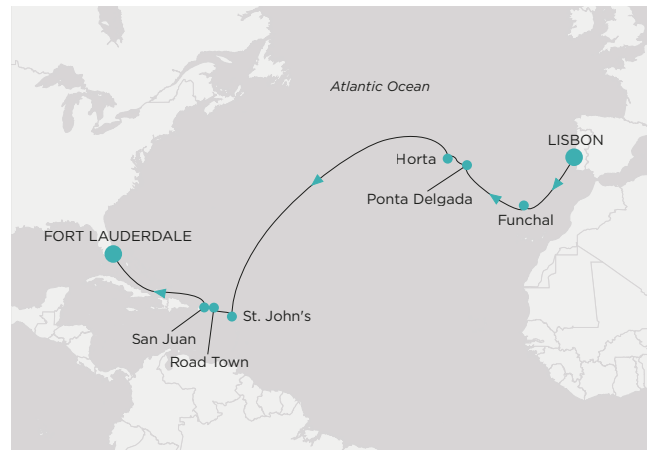 Atlantic Ocean
LISBON
Horta
Ponta Delgada
Funchal
FORT LAUDERDALE
St. John's
San Juan
Road Town